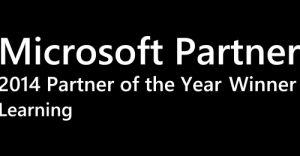 Microsoft Partner
2014 Partner of the Year Winner
Learning